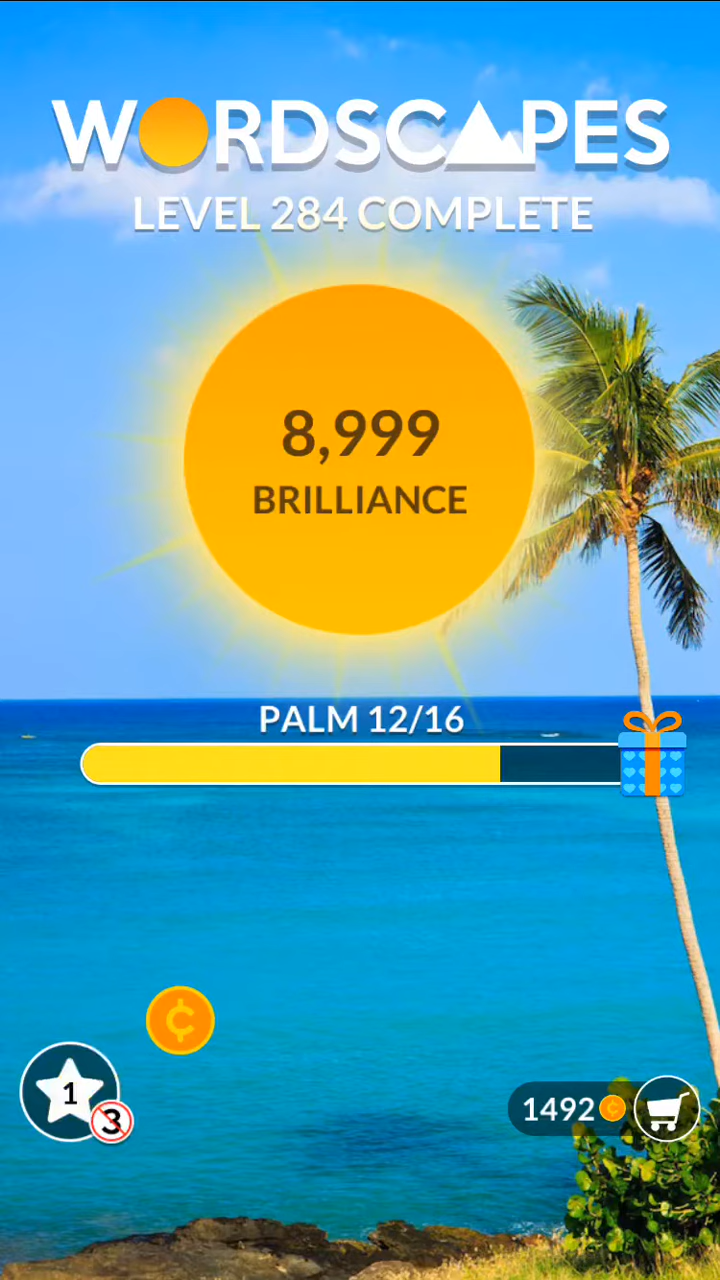 WORDSCAPES
LEVEL 284 COMPLETE
8,999
BRILLIANCE
PALM 12/16
¢
1
3
1492 ¢